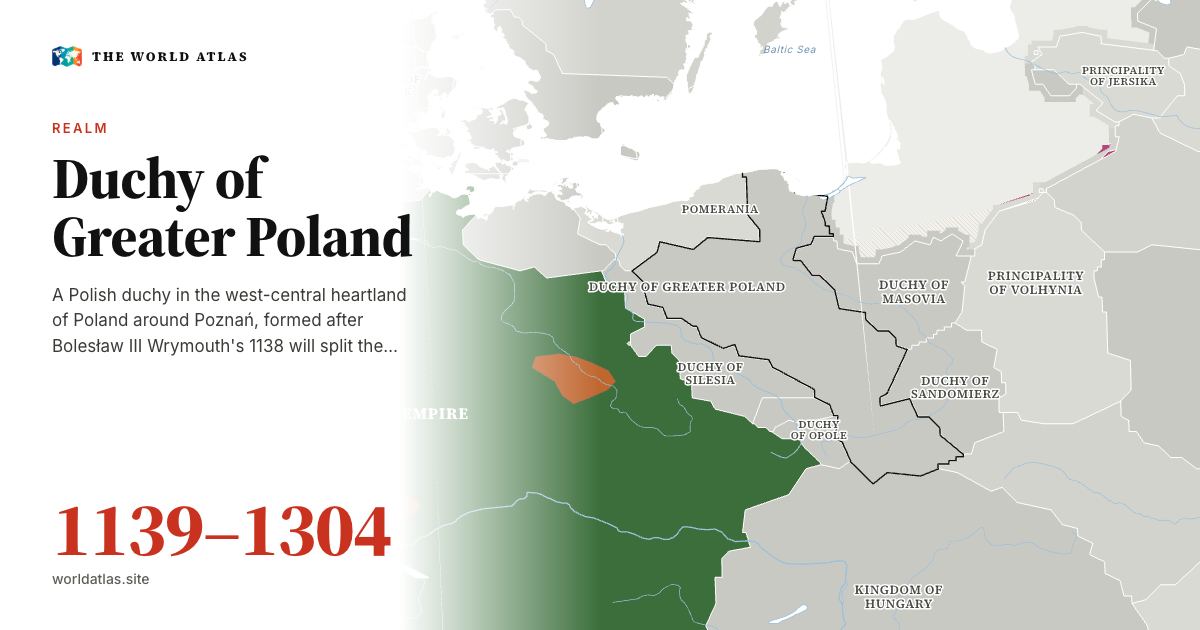 THE WORLD ATLAS
REALM
Duchy of
Greater Poland
A Polish duchy in the west-central heartland
of Poland around Poznań, formed after
Bolesław III Wrymouth's 1138 will split the...
1139–1304
worldatlas.site
Baltic Sea
PRINCIPALITY
OF JERSIKA
POMERANIA
DUCHY OF GREATER POLAND
DUCHY OF
MASOVIA
PRINCIPALITY
OF VOLHYNIA
DUCHY OF
SILESIA
DUCHY OF
SANDOMIERZ
EMPIRE
DUCHY
OF OPOLE
KINGDOM OF
HUNGARY